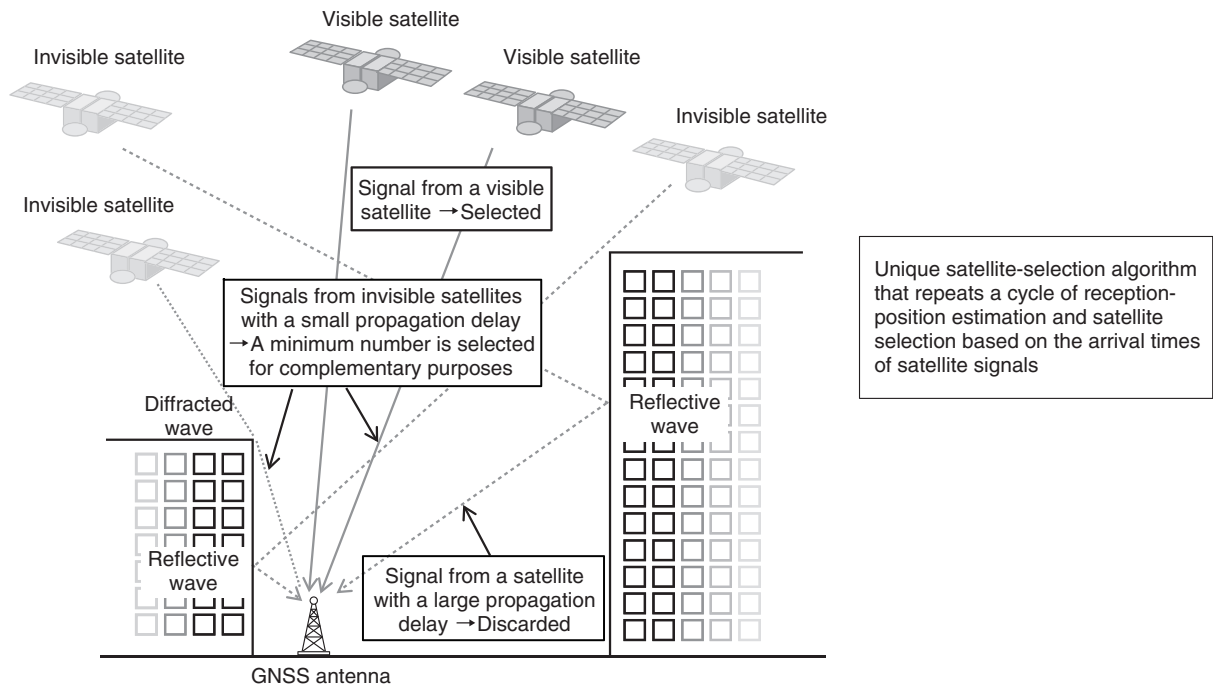 Visible satellite
Invisible satellite
Visible satellite
Invisible satellite
Invisible satellite
Signal from a visible
satellite →Selected
Signals from invisible satellites
with a small propagation delay
→A minimum number is selected
for complementary purposes
Unique satellite-selection algorithm
that repeats a cycle of reception-
position estimation and satellite
selection based on the arrival times
of satellite signals
Diffracted
wave
Reflective
wave
Reflective
wave
Signal from a satellite
with a large propagation
delay →Discarded
GNSS antenna